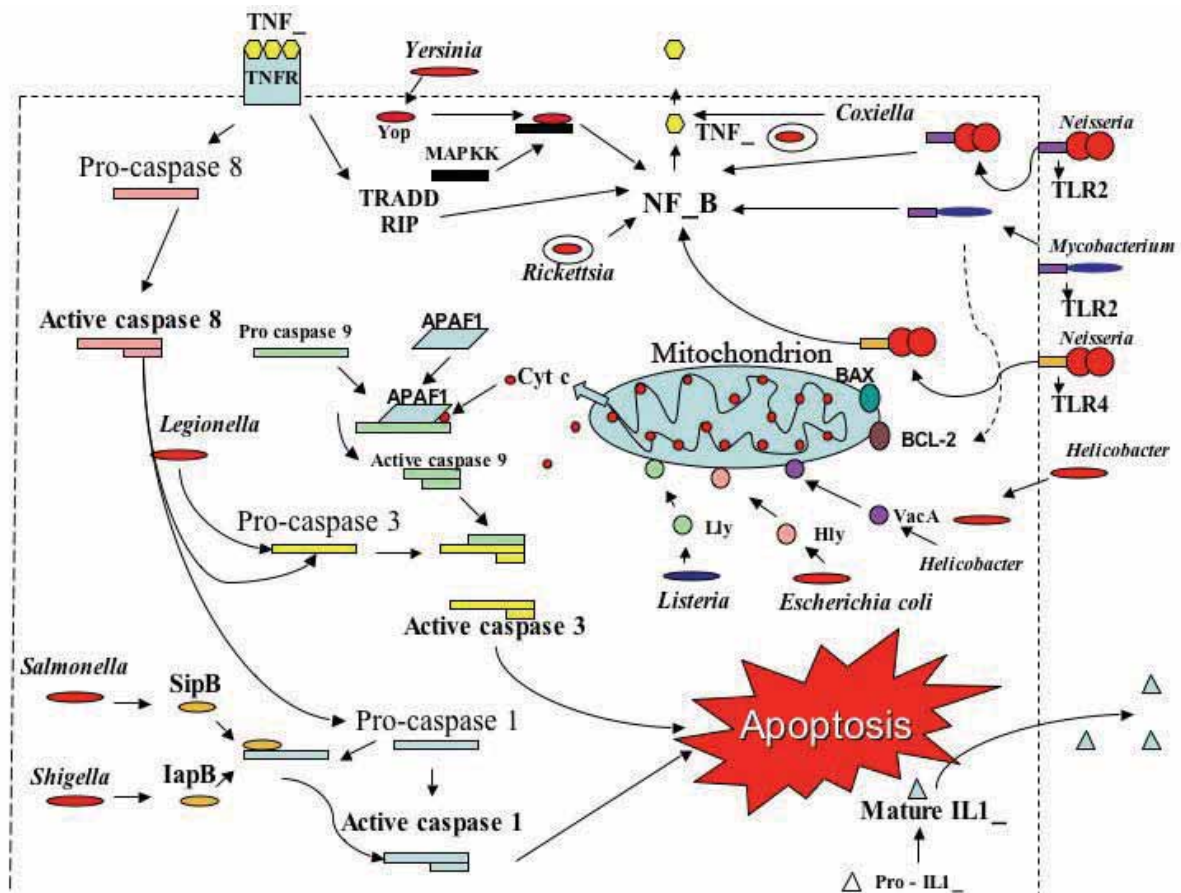 TNF_
TNFR
Yersinia
Yop
MAPKK
TRADD
RIP
TNF_
Coxiella
Neisseria
TLR2
Pro-caspase 8
NF_B
Rickettsia
Mycobacterium
TLR2
Active caspase 8
Pro caspase 9
APAF1
Mitochondrion
Neisseria
TLR4
APAF1
Cyt c
BAX
BCL-2
Legionella
Active caspase 9
Helicobacter
Pro-caspase 3
Lly
Hly
VacA
Helicobacter
Listeria
Escherichia coli
Active caspase 3
Salmonella
SipB
Pro-caspase 1
Apoptosis
Shigella
IapB
Active caspase 1
Mature IL1_
Pro - IL1_